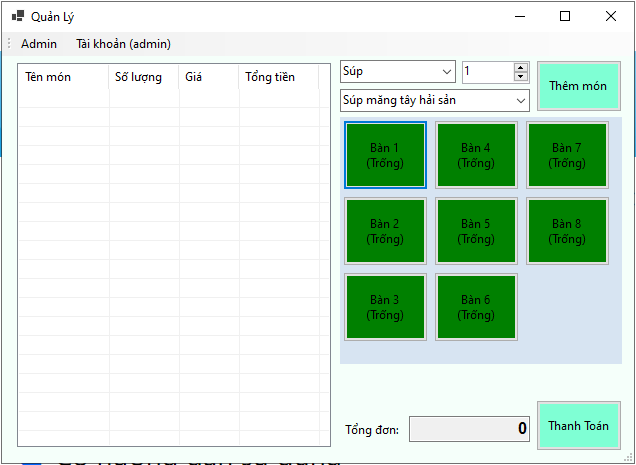 Quản Lý
Admin
Tài khoản (admin)
Tên món
Số lượng
Giá
Tổng tiền
Súp
1
Thêm món
Súp măng tây hải sản
Bàn 1
(Trống)
Bàn 4
(Trống)
Bàn 7
(Trống)
Bàn 2
(Trống)
Bàn 5
(Trống)
Bàn 8
(Trống)
Bàn 3
(Trống)
Bàn 6
(Trống)
Tổng đơn:
0
Thanh Toán